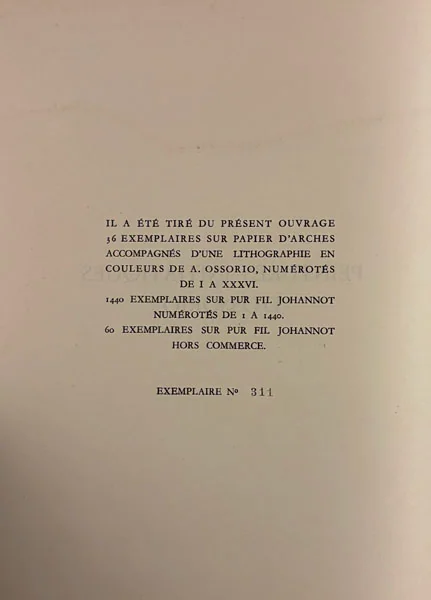 IL A ÉTÉ TIRÉ DU PRÉSENT OUVRAGE
36 EXEMPLAIRES SUR PAPIER D'ARCHES
ACCOMPAGNÉS D'UNE LITHOGRAPHIE EN
COULEURS DE A. OSSORIO, NUMÉROTÉS
DE I A XXXVI.
1440 EXEMPLAIRES SUR PUR FIL JOHANNOT
NUMÉROTÉS DE 1 A 1440.
60 EXEMPLAIRES SUR PUR FIL JOHANNOT
HORS COMMERCE.
EXEMPLAIRE Nº 311